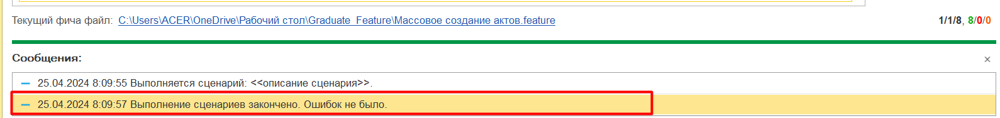 Текущий фича файл: C:\Users\ACER\OneDrive\Рабочий стол\Graduate_Feature\Массовое создание актов.feature 1/1/8, 8/0/0
Сообщения: ×
25.04.2024 8:09:55 Выполняется сценарий: <<описание сценария>>.
25.04.2024 8:09:57 Выполнение сценариев закончено. Ошибок не было.